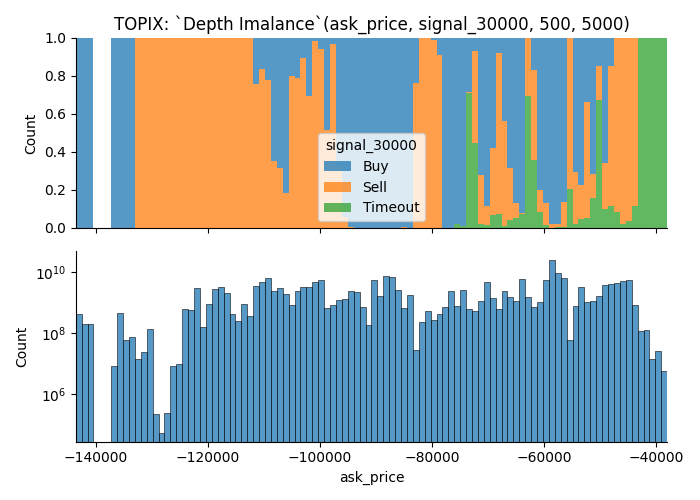 TOPIX: `Depth Imalance`(ask_price, signal_30000, 500, 5000)
1.0
0.8
0.6
0.4
0.2
0.0
Count
signal_30000
Buy
Sell
Timeout
10^10
10^8
10^6
Count
−140000 −120000 −100000 −80000 −60000 −40000
ask_price